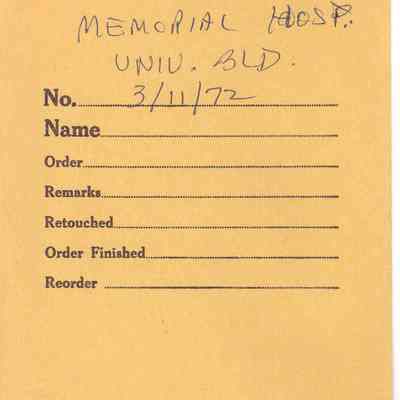 MEMORIAL HOSP.
UNIV. BLD.
No. 3/11/72
Name
Order
Remarks
Retouched
Order Finished
Reorder